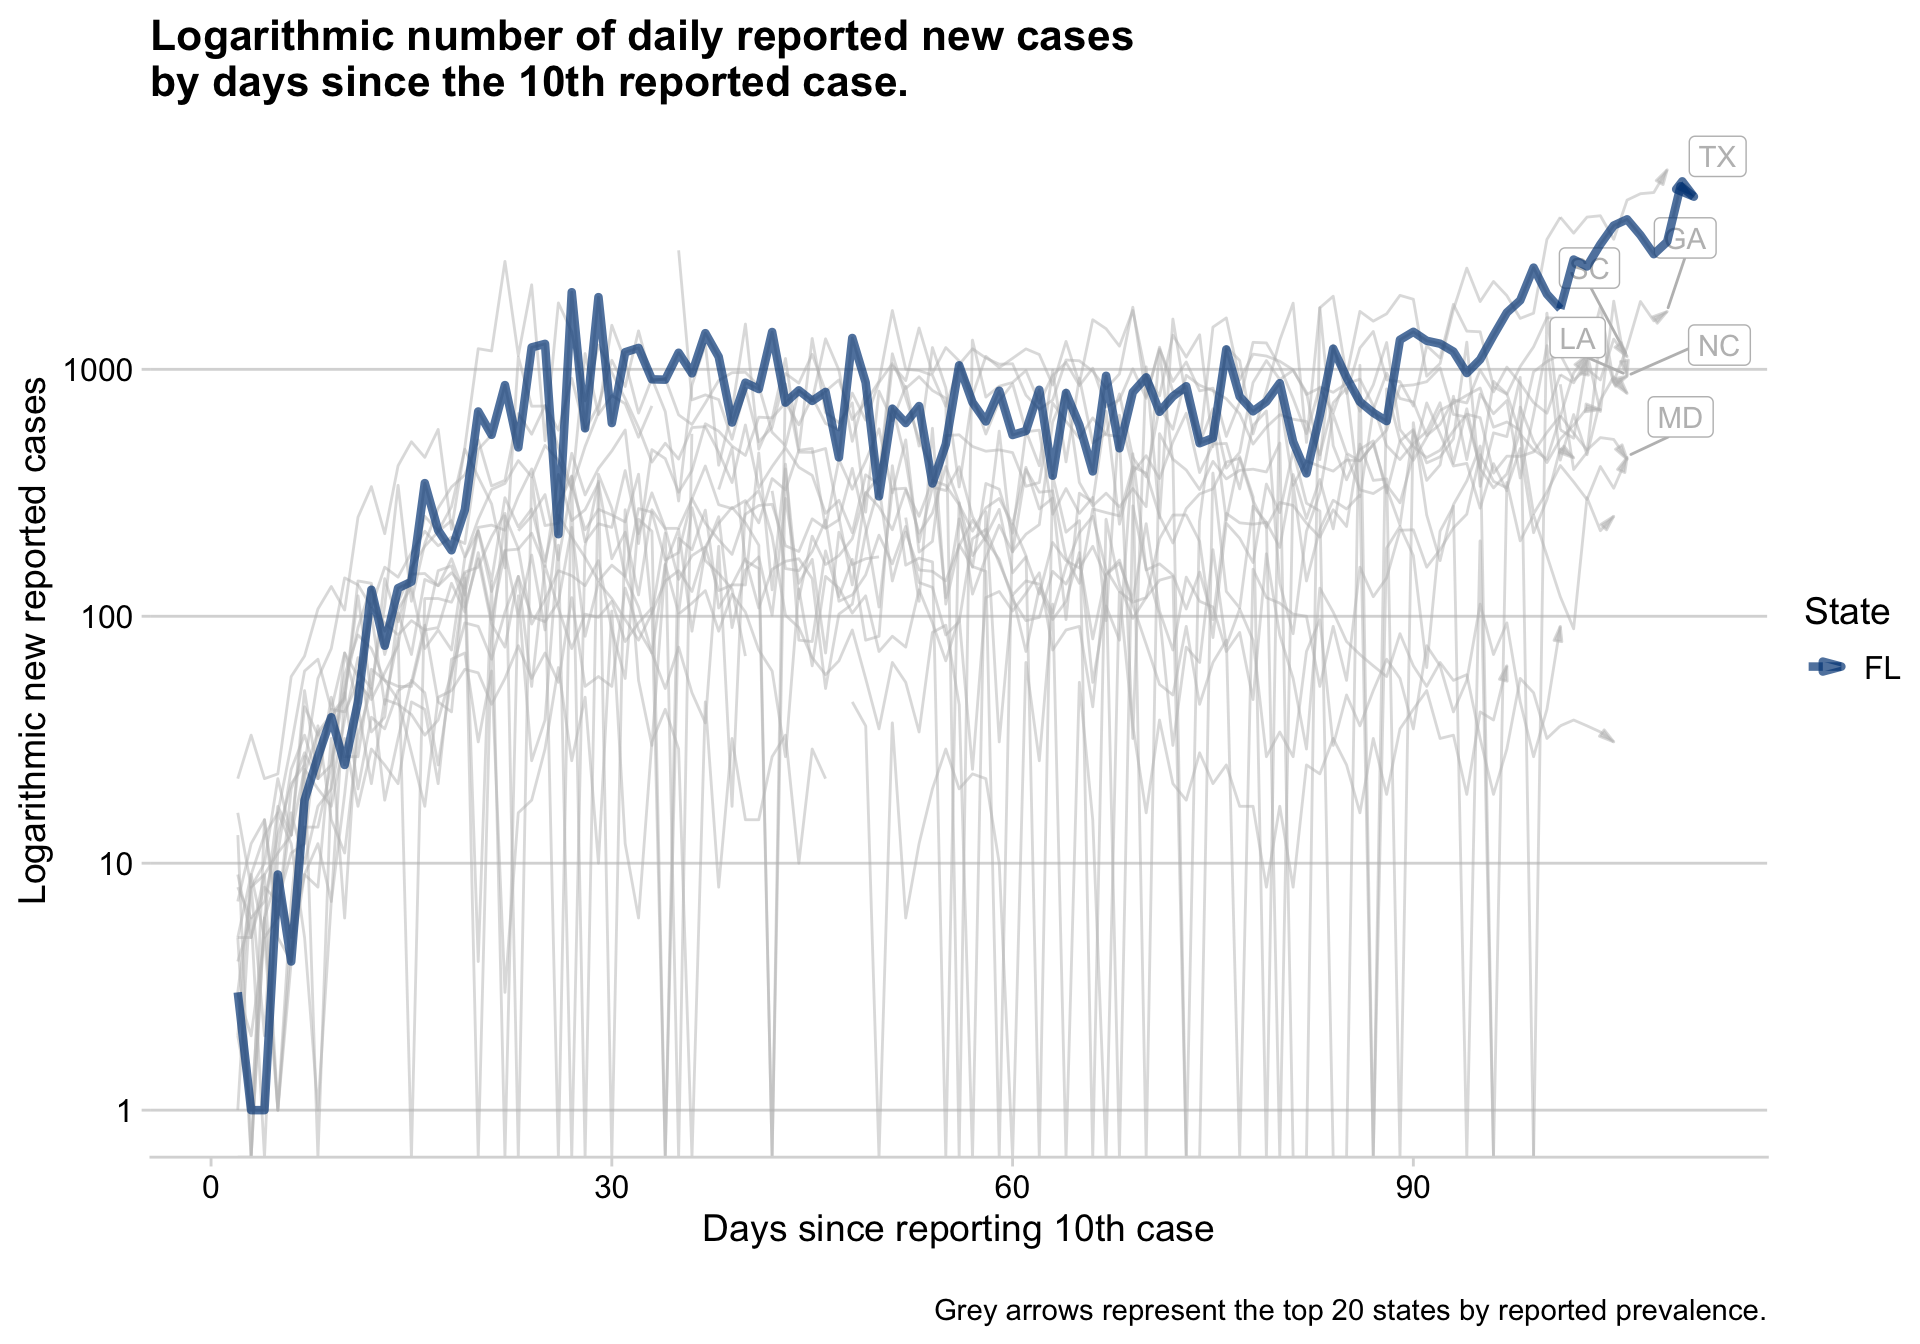 Logarithmic number of daily reported new cases
by days since the 10th reported case.
TX
GA
SC
LA
NC
MD
1000
100
10
1
Logarithmic new reported cases
0
30
60
90
Days since reporting 10th case
State
FL
Grey arrows represent the top 20 states by reported prevalence.